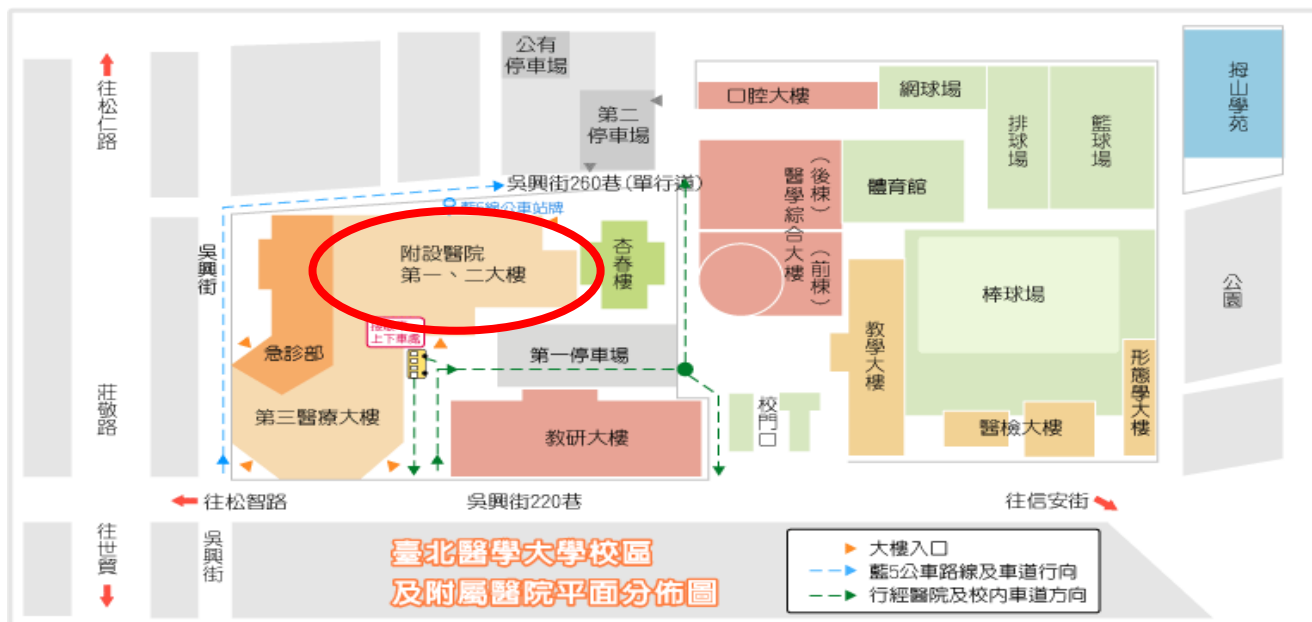 公有
停車場
第二
停車場
口腔大樓
網球場
排球場
籃球場
拇山學苑
往松仁路
吳興街260巷(單行道)
醫學綜合大樓
(後棟)
(前棟)
體育館
吳興街
附設醫院
第一、二大樓
杏春樓
棒球場
公園
上下車處
急診部
第一停車場
教學大樓
形態學大樓
莊敬路
第三醫療大樓
教研大樓
校門口
醫檢大樓
往松智路
吳興街220巷
往信安街
往世貿
吳興街
臺北醫學大學校區
及附屬醫院平面分佈圖
大樓入口
藍5公車路線及車道行向
行經醫院及校內車道方向